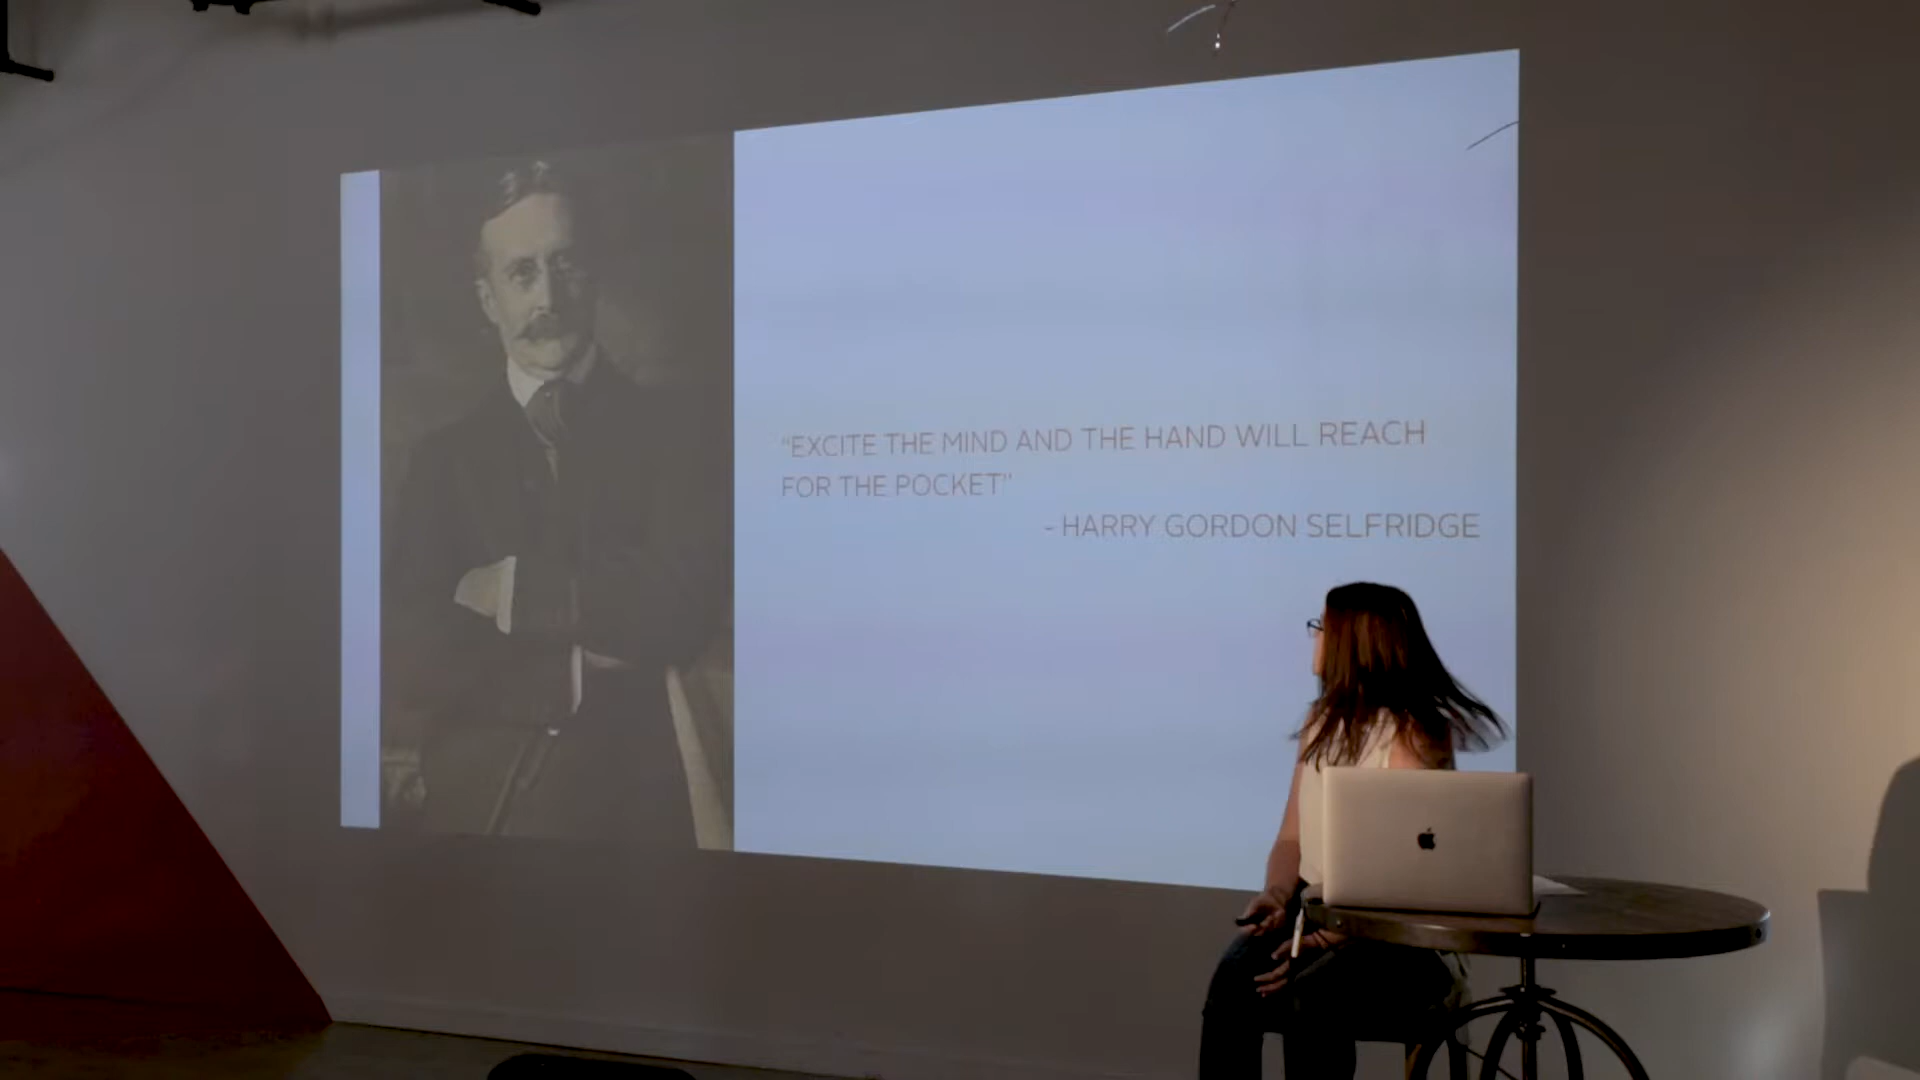 "EXCITE THE MIND AND THE HAND WILL REACH
FOR THE POCKET"
- HARRY GORDON SELFRIDGE